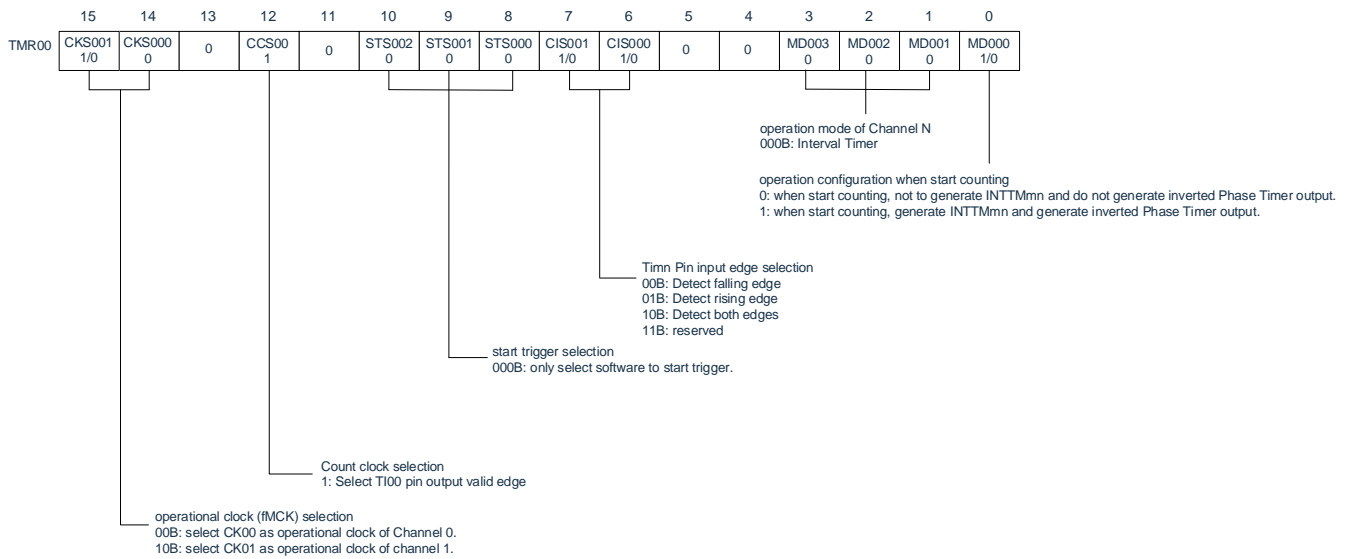 15 14 13 12 11 10 9 8 7 6 5 4 3 2 1 0
TMR00 CKS001 CKS000 0 CCS00 0 STS002 STS001 STS000 CIS001 CIS000 0 0 MD003 MD002 MD001 MD000
1/0 0 1 0 0 0 1/0 1/0 0 0 0 1/0
operation mode of Channel N
000B: Interval Timer
operation configuration when start counting
0: when start counting, not to generate INTTMmn and do not generate inverted Phase Timer output.
1: when start counting, generate INTTMmn and generate inverted Phase Timer output.
Timn Pin input edge selection
00B: Detect falling edge
01B: Detect rising edge
10B: Detect both edges
11B: reserved
start trigger selection
000B: only select software to start trigger.
Count clock selection
1: Select TI00 pin output valid edge
operational clock (fMCK) selection
00B: select CK00 as operational clock of Channel 0.
10B: select CK01 as operational clock of channel 1.